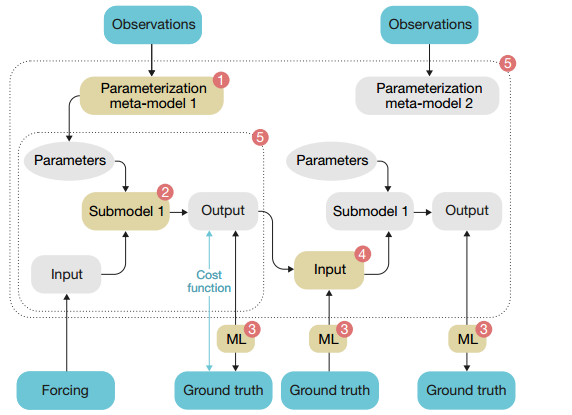 Observations
Observations
5
1
Parameterization
meta-model 1
Parameterization
meta-model 2
5
Parameters
Parameters
2
Submodel 1
Output
Submodel 1
Output
4
Input
Input
Cost
function
3
ML
3
ML
3
ML
Forcing
Ground truth
Ground truth
Ground truth